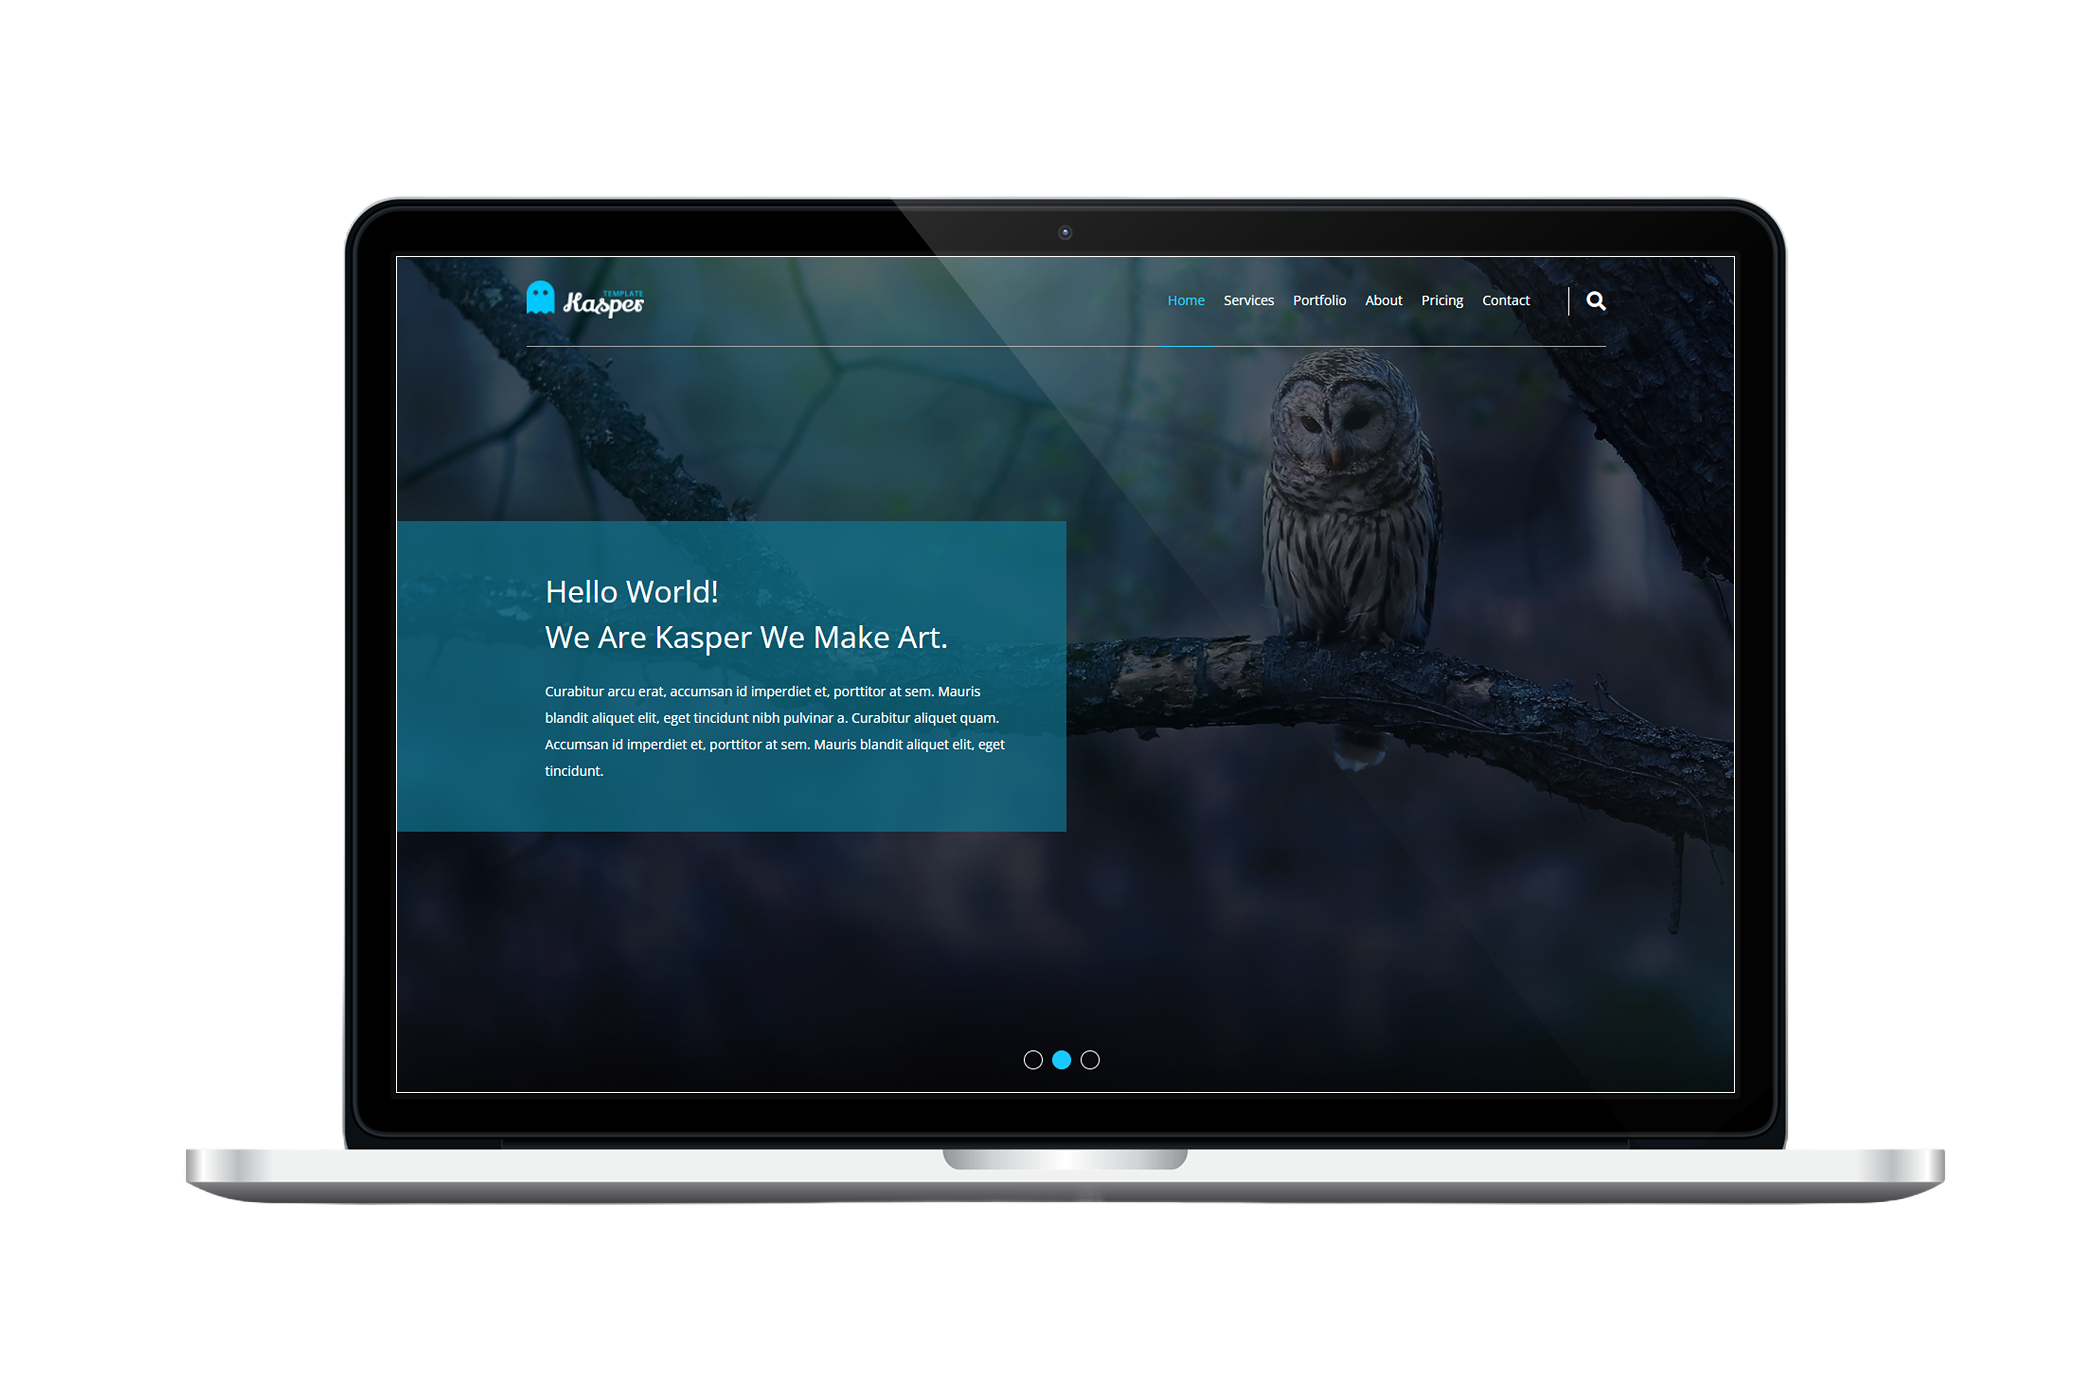 TEMPLATE
Kasper
Home Services Portfolio About Pricing Contact
Hello World!
We Are Kasper We Make Art.
Curabitur arcu erat, accumsan id imperdiet et, porttitor at sem. Mauris
blandit aliquet elit, eget tincidunt nibh pulvinar a. Curabitur aliquet quam.
Accumsan id imperdiet et, porttitor at sem. Mauris blandit aliquet elit, eget
tincidunt.